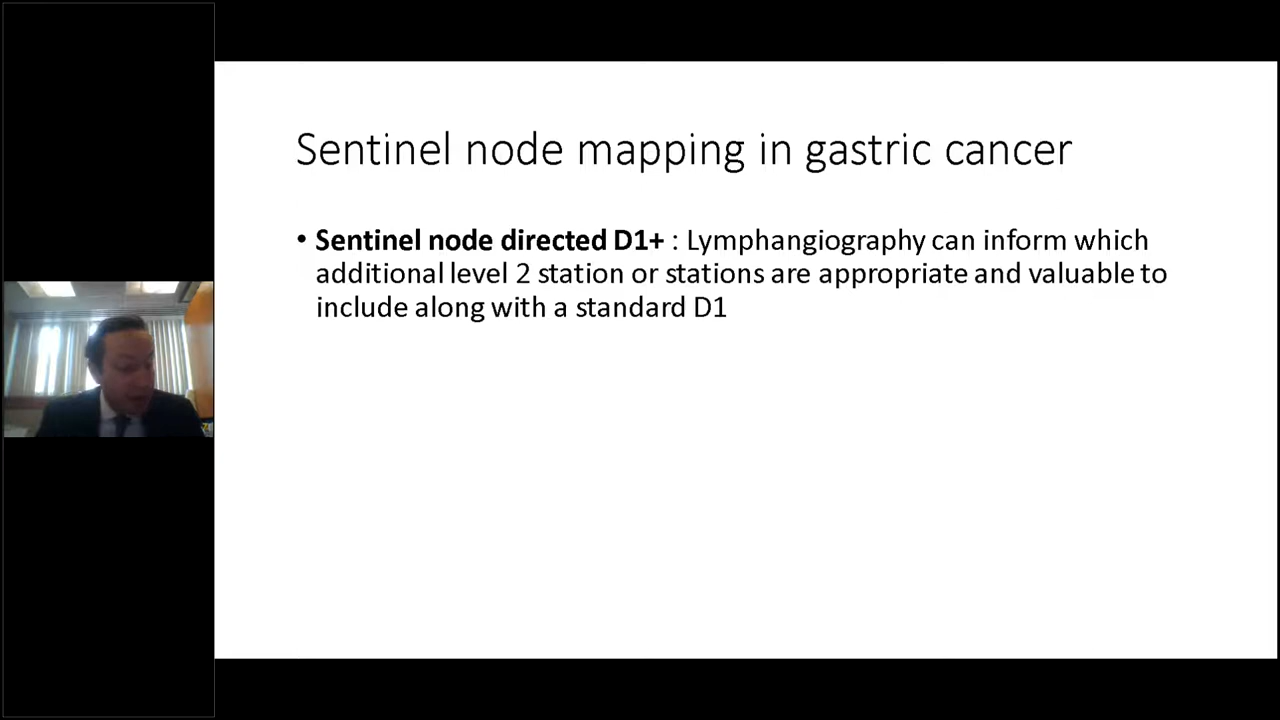 Sentinel node mapping in gastric cancer
• Sentinel node directed D1+ : Lymphangiography can inform which
additional level 2 station or stations are appropriate and valuable to
include along with a standard D1